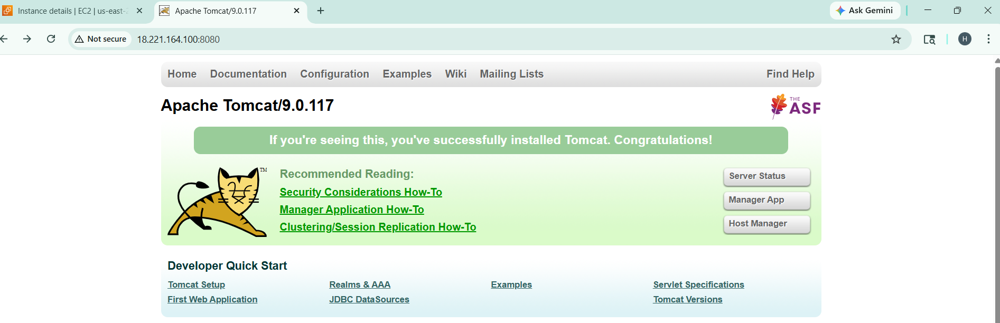 Instance details | EC2 | us-east-2
Apache Tomcat/9.0.117
Ask Gemini
Not secure
18.221.164.100:8080
H
Home Documentation Configuration Examples Wiki Mailing Lists Find Help
Apache Tomcat/9.0.117
THE
ASF
If you're seeing this, you've successfully installed Tomcat. Congratulations!
TM
Recommended Reading:
Security Considerations How-To
Manager Application How-To
Clustering/Session Replication How-To
Server Status
Manager App
Host Manager
Developer Quick Start
Tomcat Setup Realms & AAA Examples Servlet Specifications
First Web Application JDBC DataSources Tomcat Versions